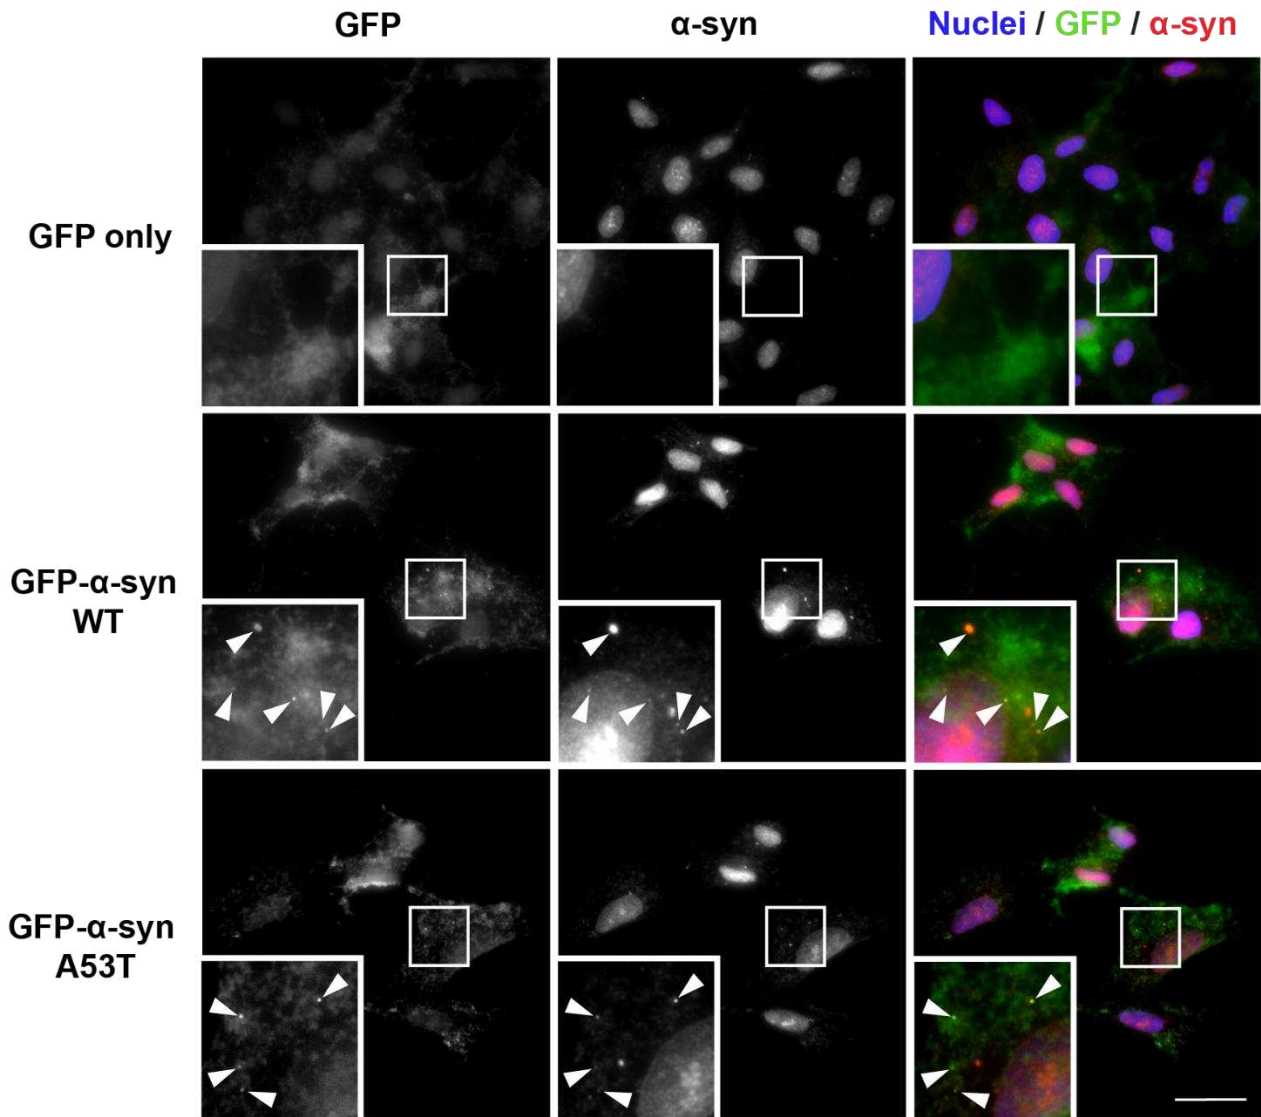 GFP
α-syn
Nuclei / GFP / α-syn
GFP only
GFP-α-syn
WT
GFP-α-syn
A53T